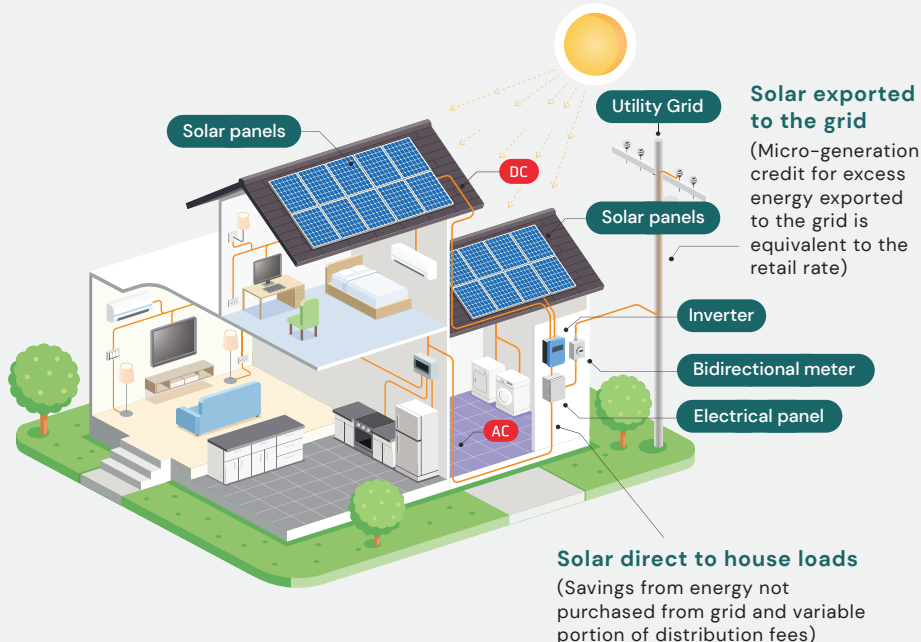 Utility Grid
Solar exported
to the grid
(Micro-generation
credit for excess
energy exported
to the grid is
equivalent to the
retail rate)
Solar panels
DC
Solar panels
Inverter
Bidirectional meter
Electrical panel
AC
Solar direct to house loads
(Savings from energy not
purchased from grid and variable
portion of distribution fees)